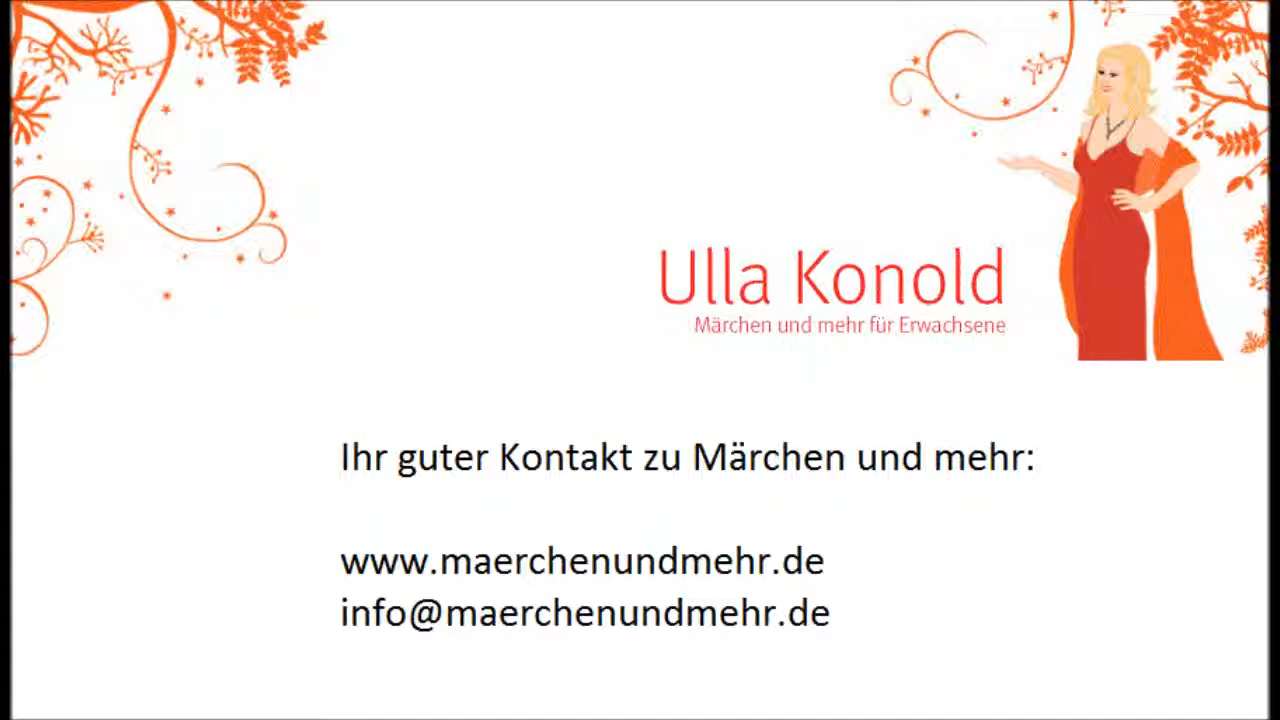 Ulla Konold
Märchen und mehr für Erwachsene
Ihr guter Kontakt zu Märchen und mehr:
www.maerchenundmehr.de
info@maerchenundmehr.de